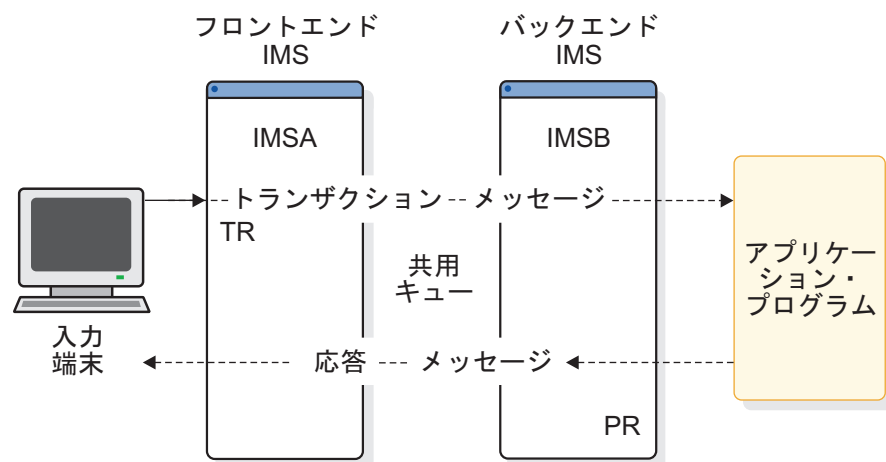 フロントエンド
IMS
バックエンド
IMS
IMSA
IMSB
トランザクション
メッセージ
TR
共用
キュー
アプリケー
ション・
プログラム
入力
端末
応答
メッセージ
PR